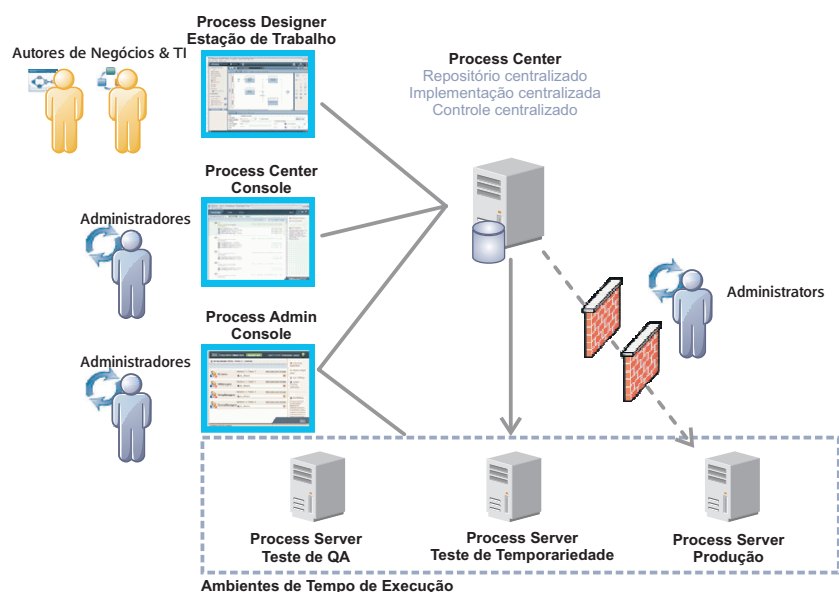 Process Designer
Estação de Trabalho
Autores de Negócios & TI
Process Center
Repositório centralizado
Implementação centralizada
Controle centralizado
Process Center
Console
Administradores
Administrators
Process Admin
Console
Administradores
Process Server
Teste de QA
Process Server
Teste de Temporariedade
Process Server
Produção
Ambientes de Tempo de Execução